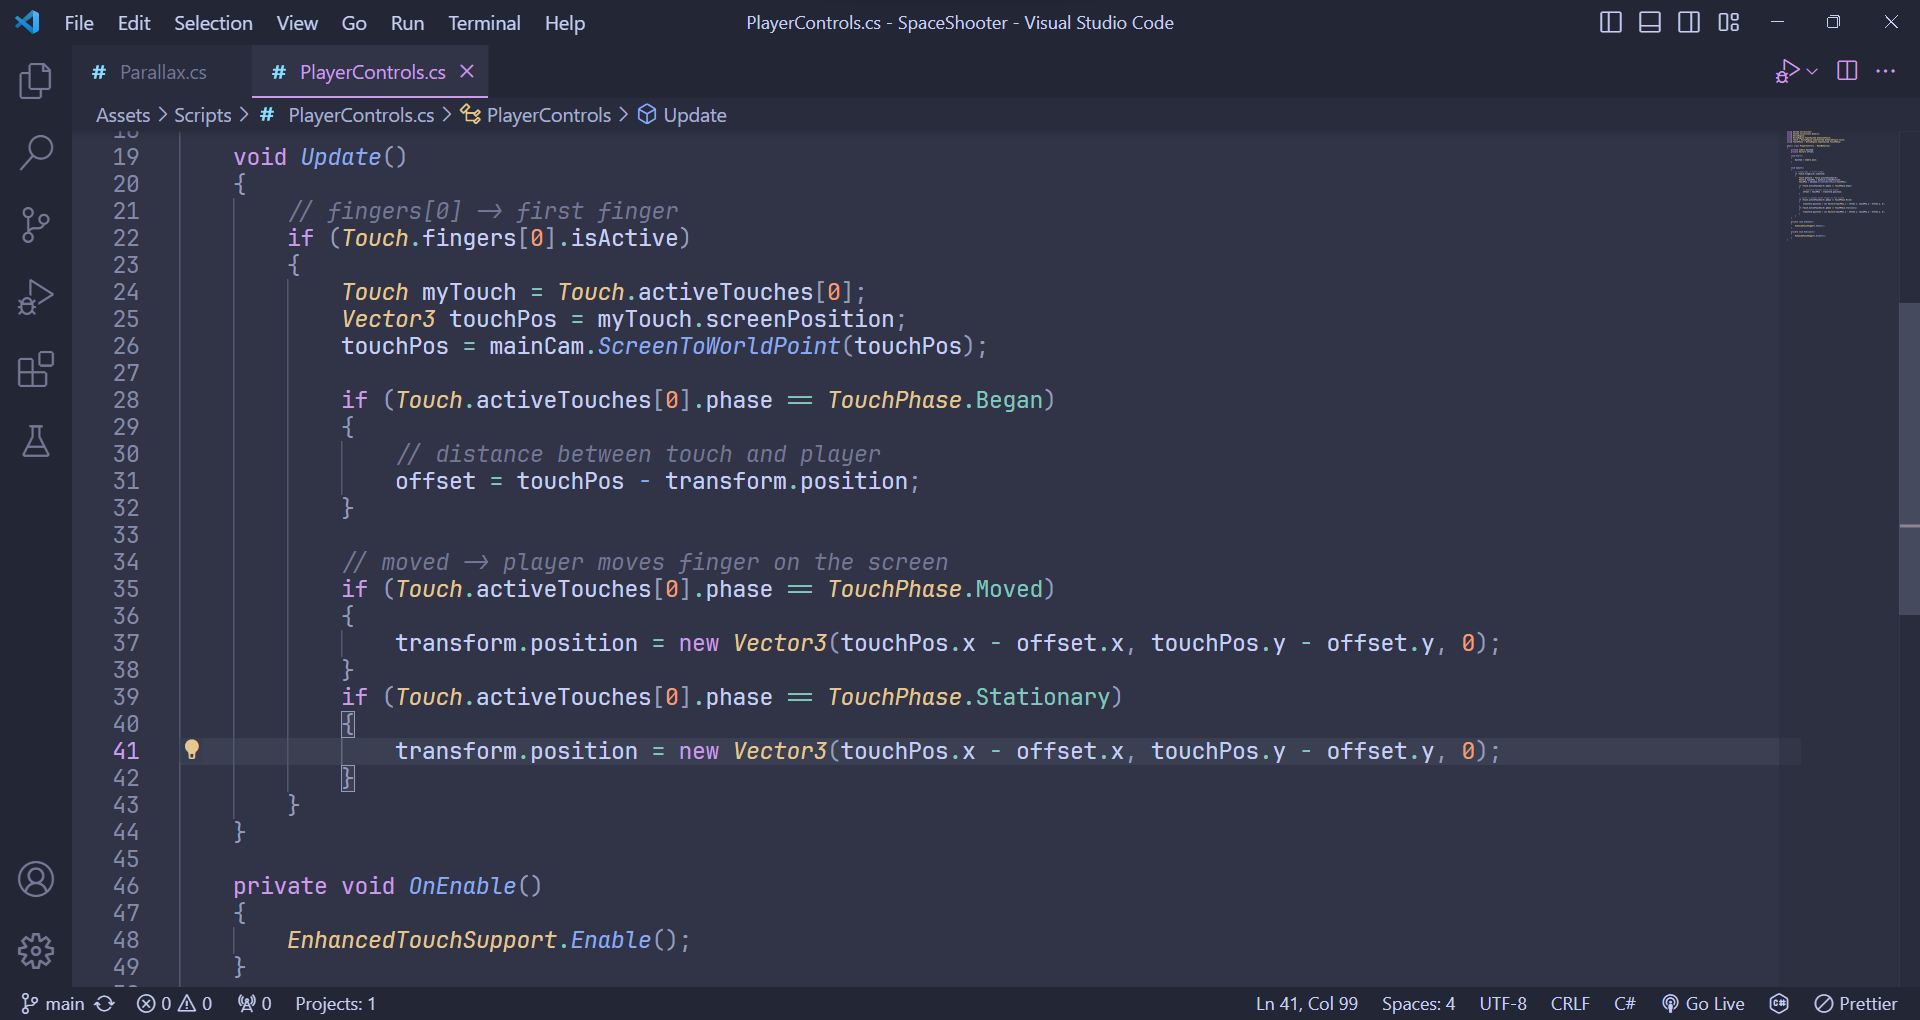 File Edit Selection View Go Run Terminal Help PlayerControls.cs - SpaceShooter - Visual Studio Code
# Parallax.cs # PlayerControls.cs
Assets > Scripts > # PlayerControls.cs > PlayerControls > Update
18
19 void Update()
20 {
21 // fingers[0] -> first finger
22 if (Touch.fingers[0].isActive)
23 {
24 Touch myTouch = Touch.activeTouches[0];
25 Vector3 touchPos = myTouch.screenPosition;
26 touchPos = mainCam.ScreenToWorldPoint(touchPos);
27
28 if (Touch.activeTouches[0].phase == TouchPhase.Began)
29 {
30 // distance between touch and player
31 offset = touchPos - transform.position;
32 }
33
34 // moved -> player moves finger on the screen
35 if (Touch.activeTouches[0].phase == TouchPhase.Moved)
36 {
37 transform.position = new Vector3(touchPos.x - offset.x, touchPos.y - offset.y, 0);
38 }
39 if (Touch.activeTouches[0].phase == TouchPhase.Stationary)
40 {
41 transform.position = new Vector3(touchPos.x - offset.x, touchPos.y - offset.y, 0);
42 }
43 }
44 }
45
46 private void OnEnable()
47 {
48 EnhancedTouchSupport.Enable();
49 }
main 0 0 0 Projects: 1 Ln 41, Col 99 Spaces: 4 UTF-8 CRLF C# Go Live Prettier